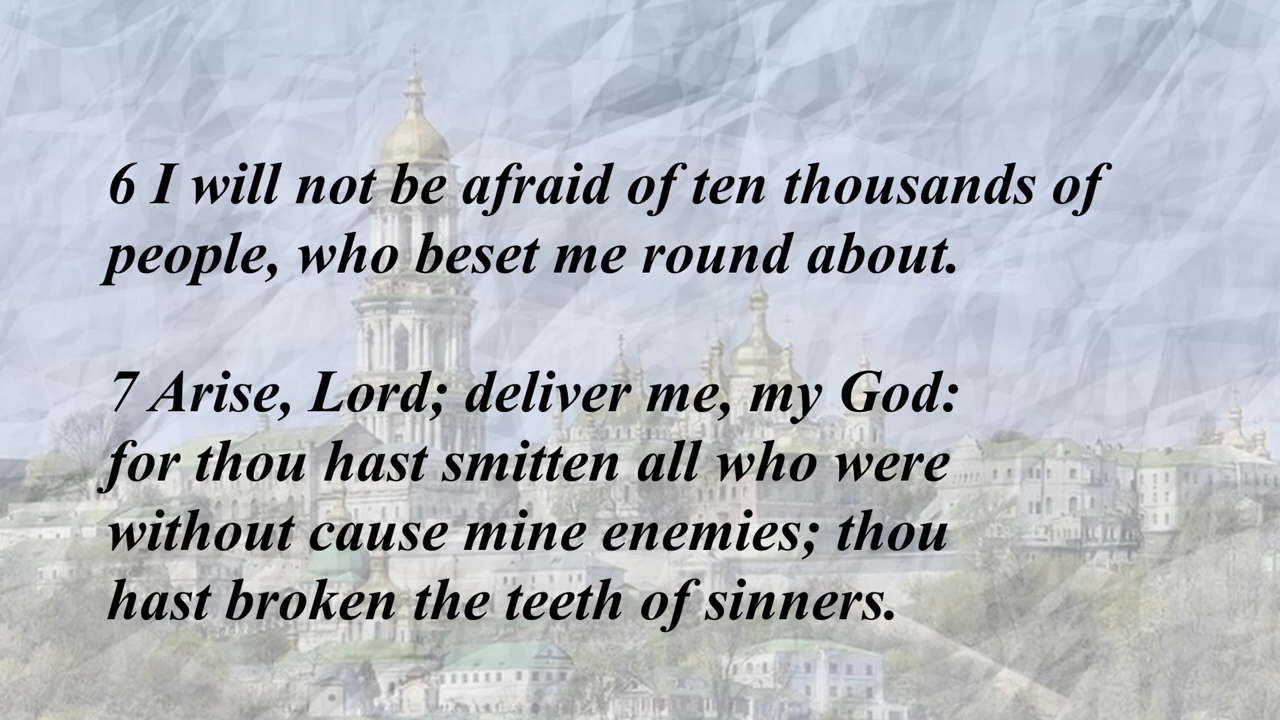 6 I will not be afraid of ten thousands of
people, who beset me round about.
7 Arise, Lord; deliver me, my God:
for thou hast smitten all who were
without cause mine enemies; thou
hast broken the teeth of sinners.